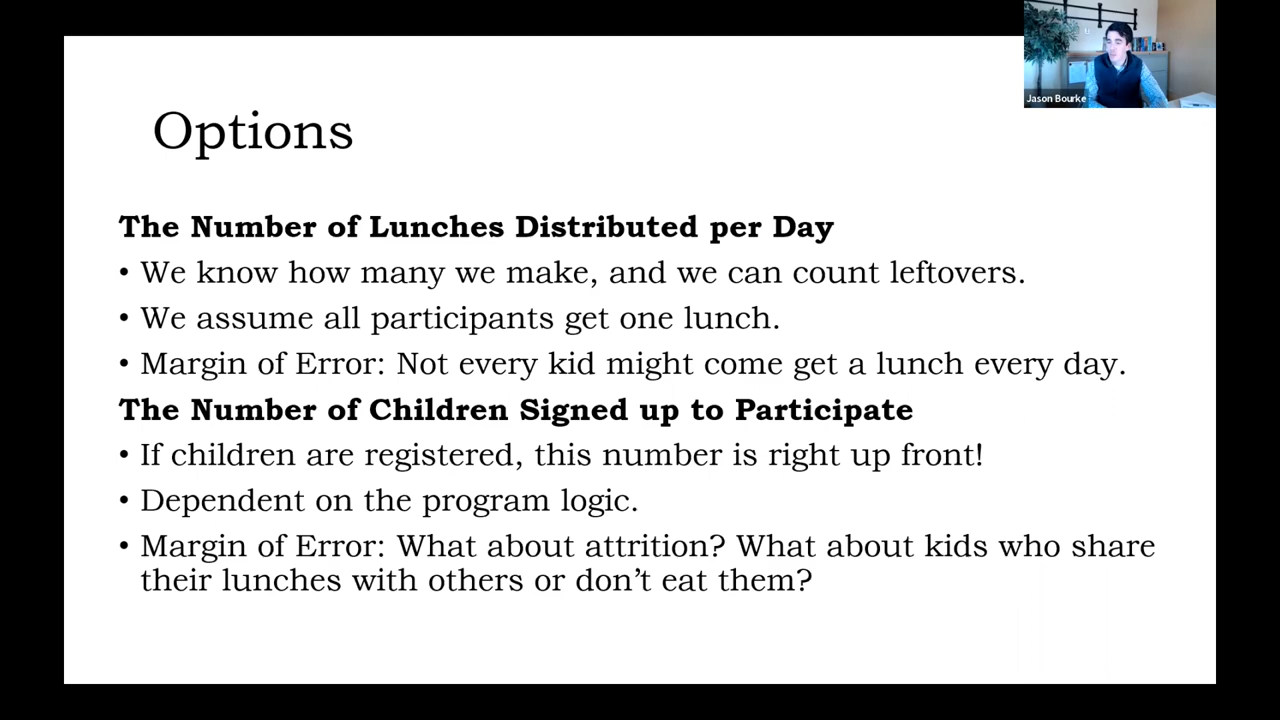 Jason Bourke
Options
The Number of Lunches Distributed per Day
• We know how many we make, and we can count leftovers.
• We assume all participants get one lunch.
• Margin of Error: Not every kid might come get a lunch every day.
The Number of Children Signed up to Participate
• If children are registered, this number is right up front!
• Dependent on the program logic.
• Margin of Error: What about attrition? What about kids who share
their lunches with others or don’t eat them?